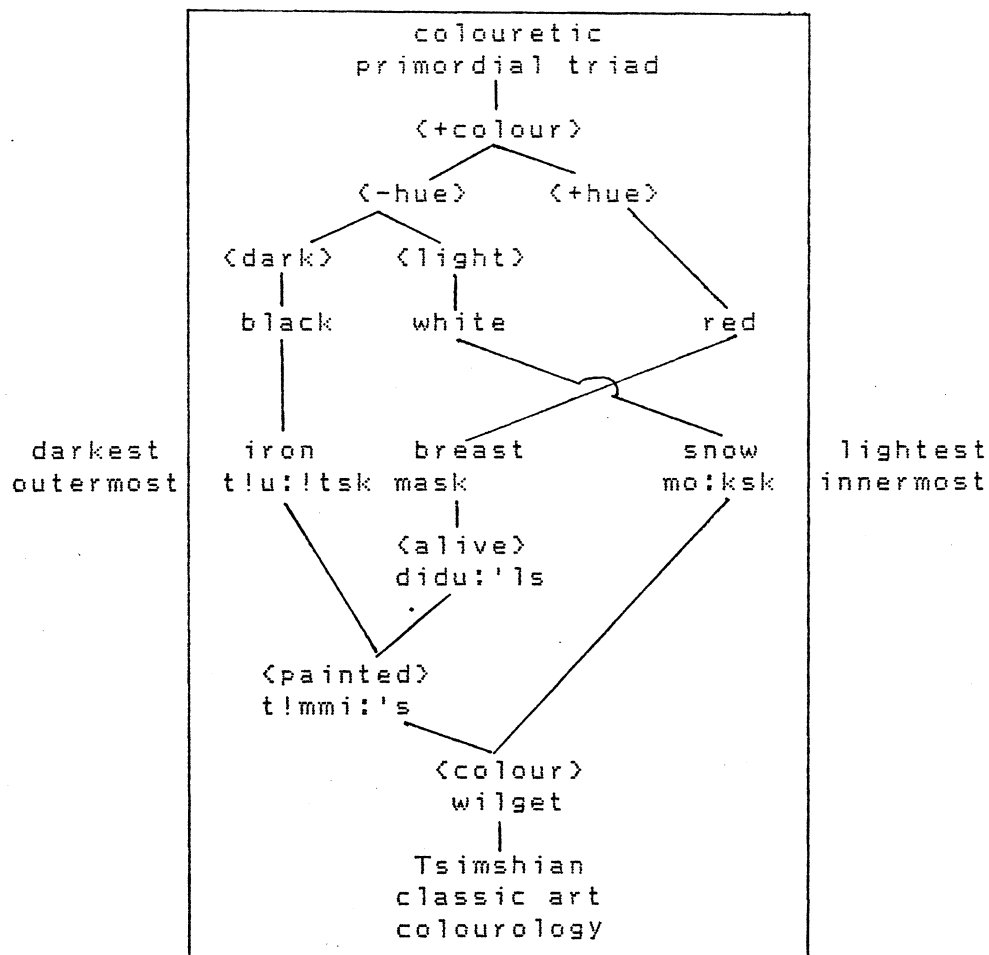 colouretic
primordial triad
<+colour>
<-hue> <+hue>
<dark> <light>
black white red
darkest iron breast snow lightest
outermost t!u:!tsk mask mo:ksk innermost
<alive>
didu:'ls
<painted>
t!mmi:'s
<colour>
wilget
Tsimshian
classic art
colourology